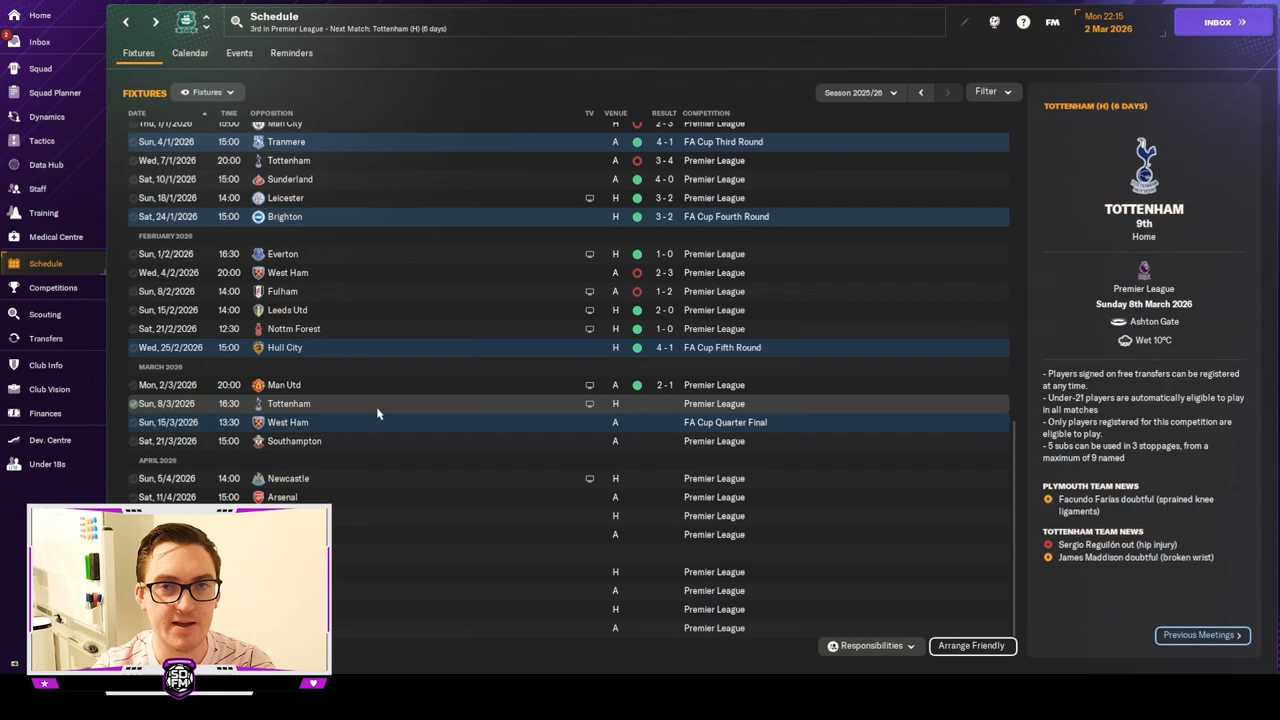 Home
Schedule
3rd in Premier League - Next Match: Tottenham (H) (6 days)
FM
Mon 22:15
2 Mar 2026
INBOX
2
Inbox
Squad
Squad Planner
Dynamics
Tactics
Data Hub
Staff
Training
Medical Centre
Schedule
Competitions
Scouting
Transfers
Club Info
Club Vision
Finances
Dev. Centre
Under 18s
Fixtures Calendar Events Reminders
FIXTURES Fixtures Season 2025/26 Filter
DATE TIME OPPOSITION TV VENUE RESULT COMPETITION
Thu, 1/1/2026 15:00 Man City H 2 - 3 Premier League
Sun, 4/1/2026 15:00 Tranmere A 4 - 1 FA Cup Third Round
Wed, 7/1/2026 20:00 Tottenham A 3 - 4 Premier League
Sat, 10/1/2026 15:00 Sunderland A 4 - 0 Premier League
Sun, 18/1/2026 14:00 Leicester H 3 - 2 Premier League
Sat, 24/1/2026 15:00 Brighton H 3 - 2 FA Cup Fourth Round
FEBRUARY 2026
Sun, 1/2/2026 16:30 Everton H 1 - 0 Premier League
Wed, 4/2/2026 20:00 West Ham A 2 - 3 Premier League
Sun, 8/2/2026 14:00 Fulham A 1 - 2 Premier League
Sun, 15/2/2026 14:00 Leeds Utd H 2 - 0 Premier League
Sat, 21/2/2026 12:30 Nottm Forest H 1 - 0 Premier League
Wed, 25/2/2026 15:00 Hull City H 4 - 1 FA Cup Fifth Round
MARCH 2026
Mon, 2/3/2026 20:00 Man Utd A 2 - 1 Premier League
Sun, 8/3/2026 16:30 Tottenham H Premier League
Sun, 15/3/2026 13:30 West Ham A FA Cup Quarter Final
Sat, 21/3/2026 15:00 Southampton A Premier League
APRIL 2026
Sun, 5/4/2026 14:00 Newcastle H Premier League
Sat, 11/4/2026 15:00 Arsenal A Premier League
H Premier League
A Premier League
H Premier League
A Premier League
H Premier League
A Premier League
Responsibilities Arrange Friendly
TOTTENHAM (H) (6 DAYS)
TOTTENHAM
9th
Home
Premier League
Sunday 8th March 2026
Ashton Gate
Wet 10ºC
- Players signed on free transfers can be registered
at any time.
- Under-21 players are automatically eligible to play
in all matches
- Only players registered for this competition are
eligible to play.
- 5 subs can be used in 3 stoppages, from a
maximum of 9 named
PLYMOUTH TEAM NEWS
Facundo Farías doubtful (sprained knee
ligaments)
TOTTENHAM TEAM NEWS
Sergio Reguilón out (hip injury)
James Maddison doubtful (broken wrist)
Previous Meetings
SD
FM